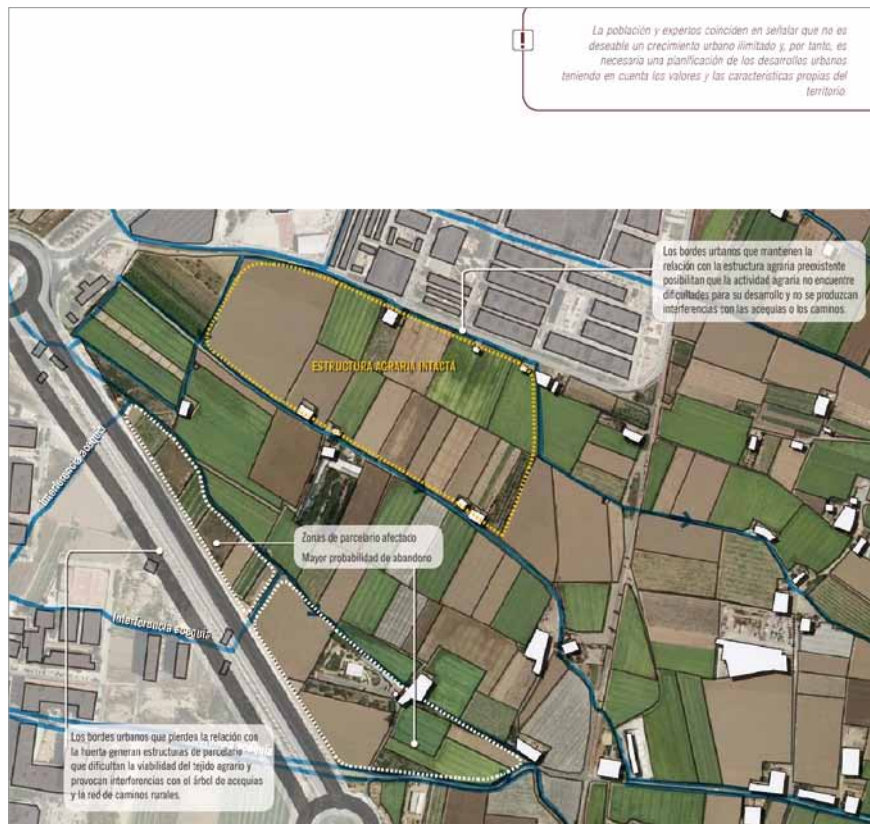 La población y expertos coinciden en señalar que no es
deseable un crecimiento urbano ilimitado y, por tanto, es
necesaria una planificación de los desarrollos urbanos
teniendo en cuenta los valores y las características propias del
territorio.
Los bordes urbanos que mantienen la
relación con la estructura agraria preexistente
posibilitan que la actividad agraria no encuentre
dificultades para su desarrollo y no se produzcan
interferencias con las acequias o los caminos.
ESTRUCTURA AGRARIA INTACTA
Interferencia acequia
Zonas de parcelario afectado
Mayor probabilidad de abandono
Interferencia acequia
Los bordes urbanos que pierden la relación con
la huerta generan estructuras de parcelario
que dificultan la viabilidad del tejido agrario y
provocan interferencias con el árbol de acequias
y la red de caminos rurales.